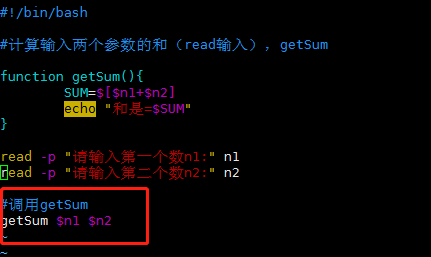 #!/bin/bash
#计算输入两个参数的和（read输入），getSum
function getSum(){
SUM=$[$n1+$n2]
echo "和是=$SUM"
}
read -p "请输入第一个数n1:" n1
read -p "请输入第二个数n2:" n2
#调用getSum
getSum $n1 $n2
~
~